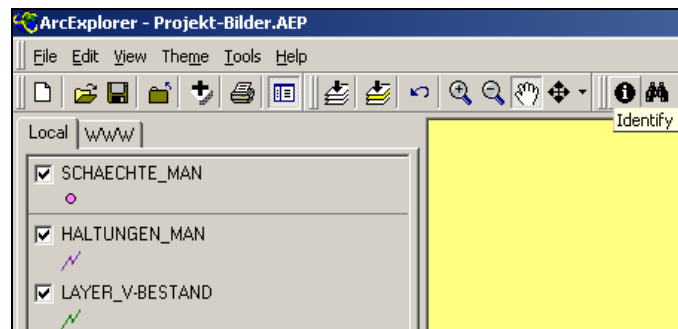 ArcExplorer - Projekt-Bilder.AEP
File Edit View Theme Tools Help
Identify
Local WWW
SCHAECHTE_MAN
HALTUNGEN_MAN
LAYER_V-BESTAND